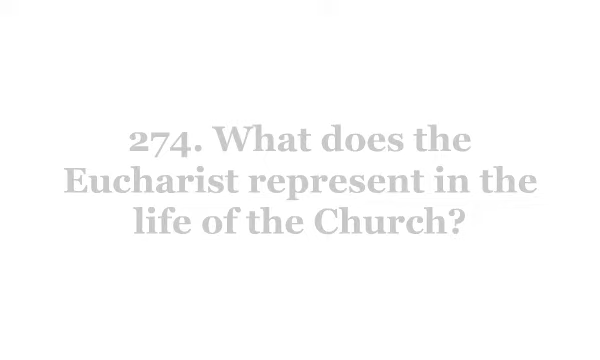 274. What does the
Eucharist represent in the
life of the Church?